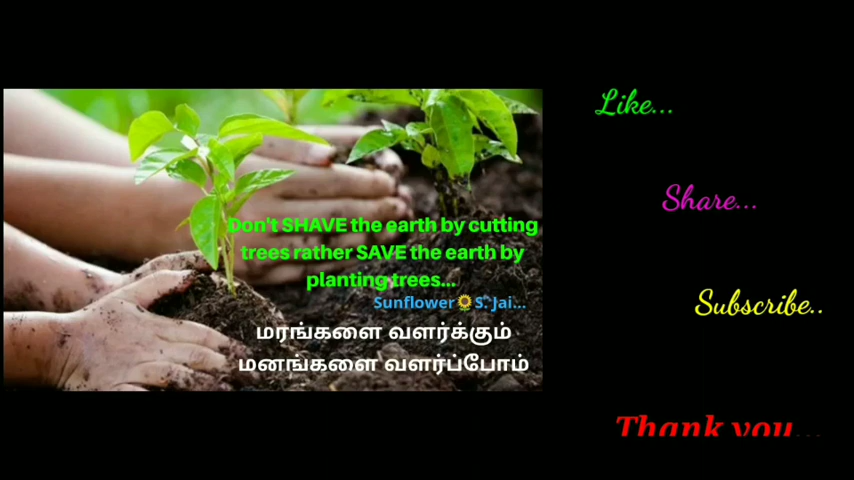 Like...
Share...
Don't SHAVE the earth by cutting
trees rather SAVE the earth by
planting trees...
Sunflower🌻S. Jai...
மரங்களை வளர்க்கும்
மனங்களை வளர்ப்போம்
Subscribe..
Thank you...